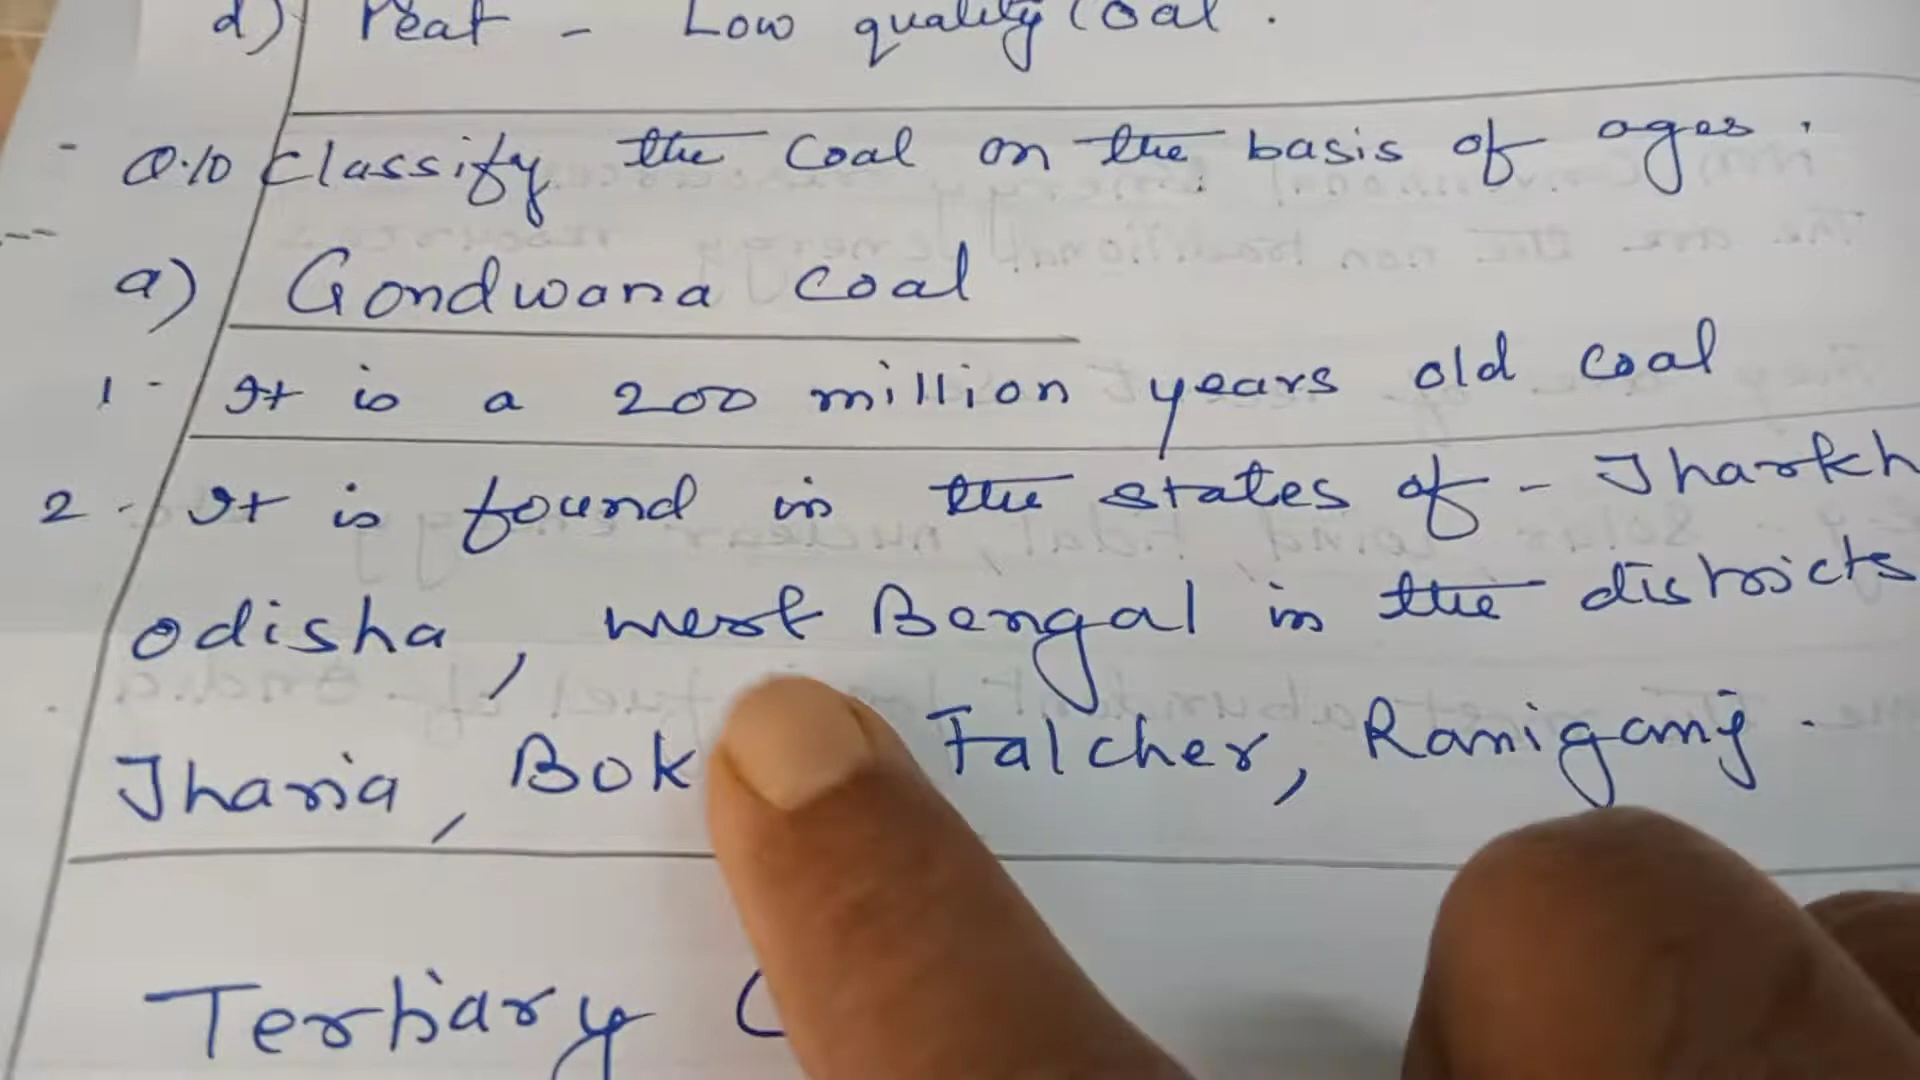 d) Peat - Low quality Coal .
Q.10 Classify the Coal on the basis of ages .
a) Gondwana Coal
1 - It is a 200 million years old coal
2 - It is found in the states of - Jharkh
Odisha, West Bengal in the districts
Jharia, Bok Talcher, Raniganj .
Tertiary C